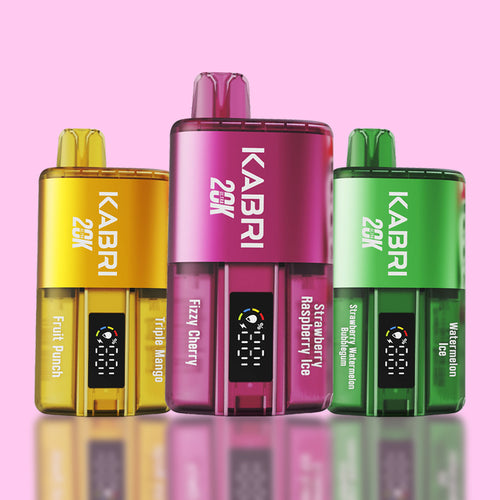 KABRI
20K
Fruit Punch
Triple Mango
KABRI
20K
Fizzy Cherry
Strawberry
Raspberry Ice
KABRI
20K
Strawberry Watermelon
Bubblegum
Watermelon
Ice